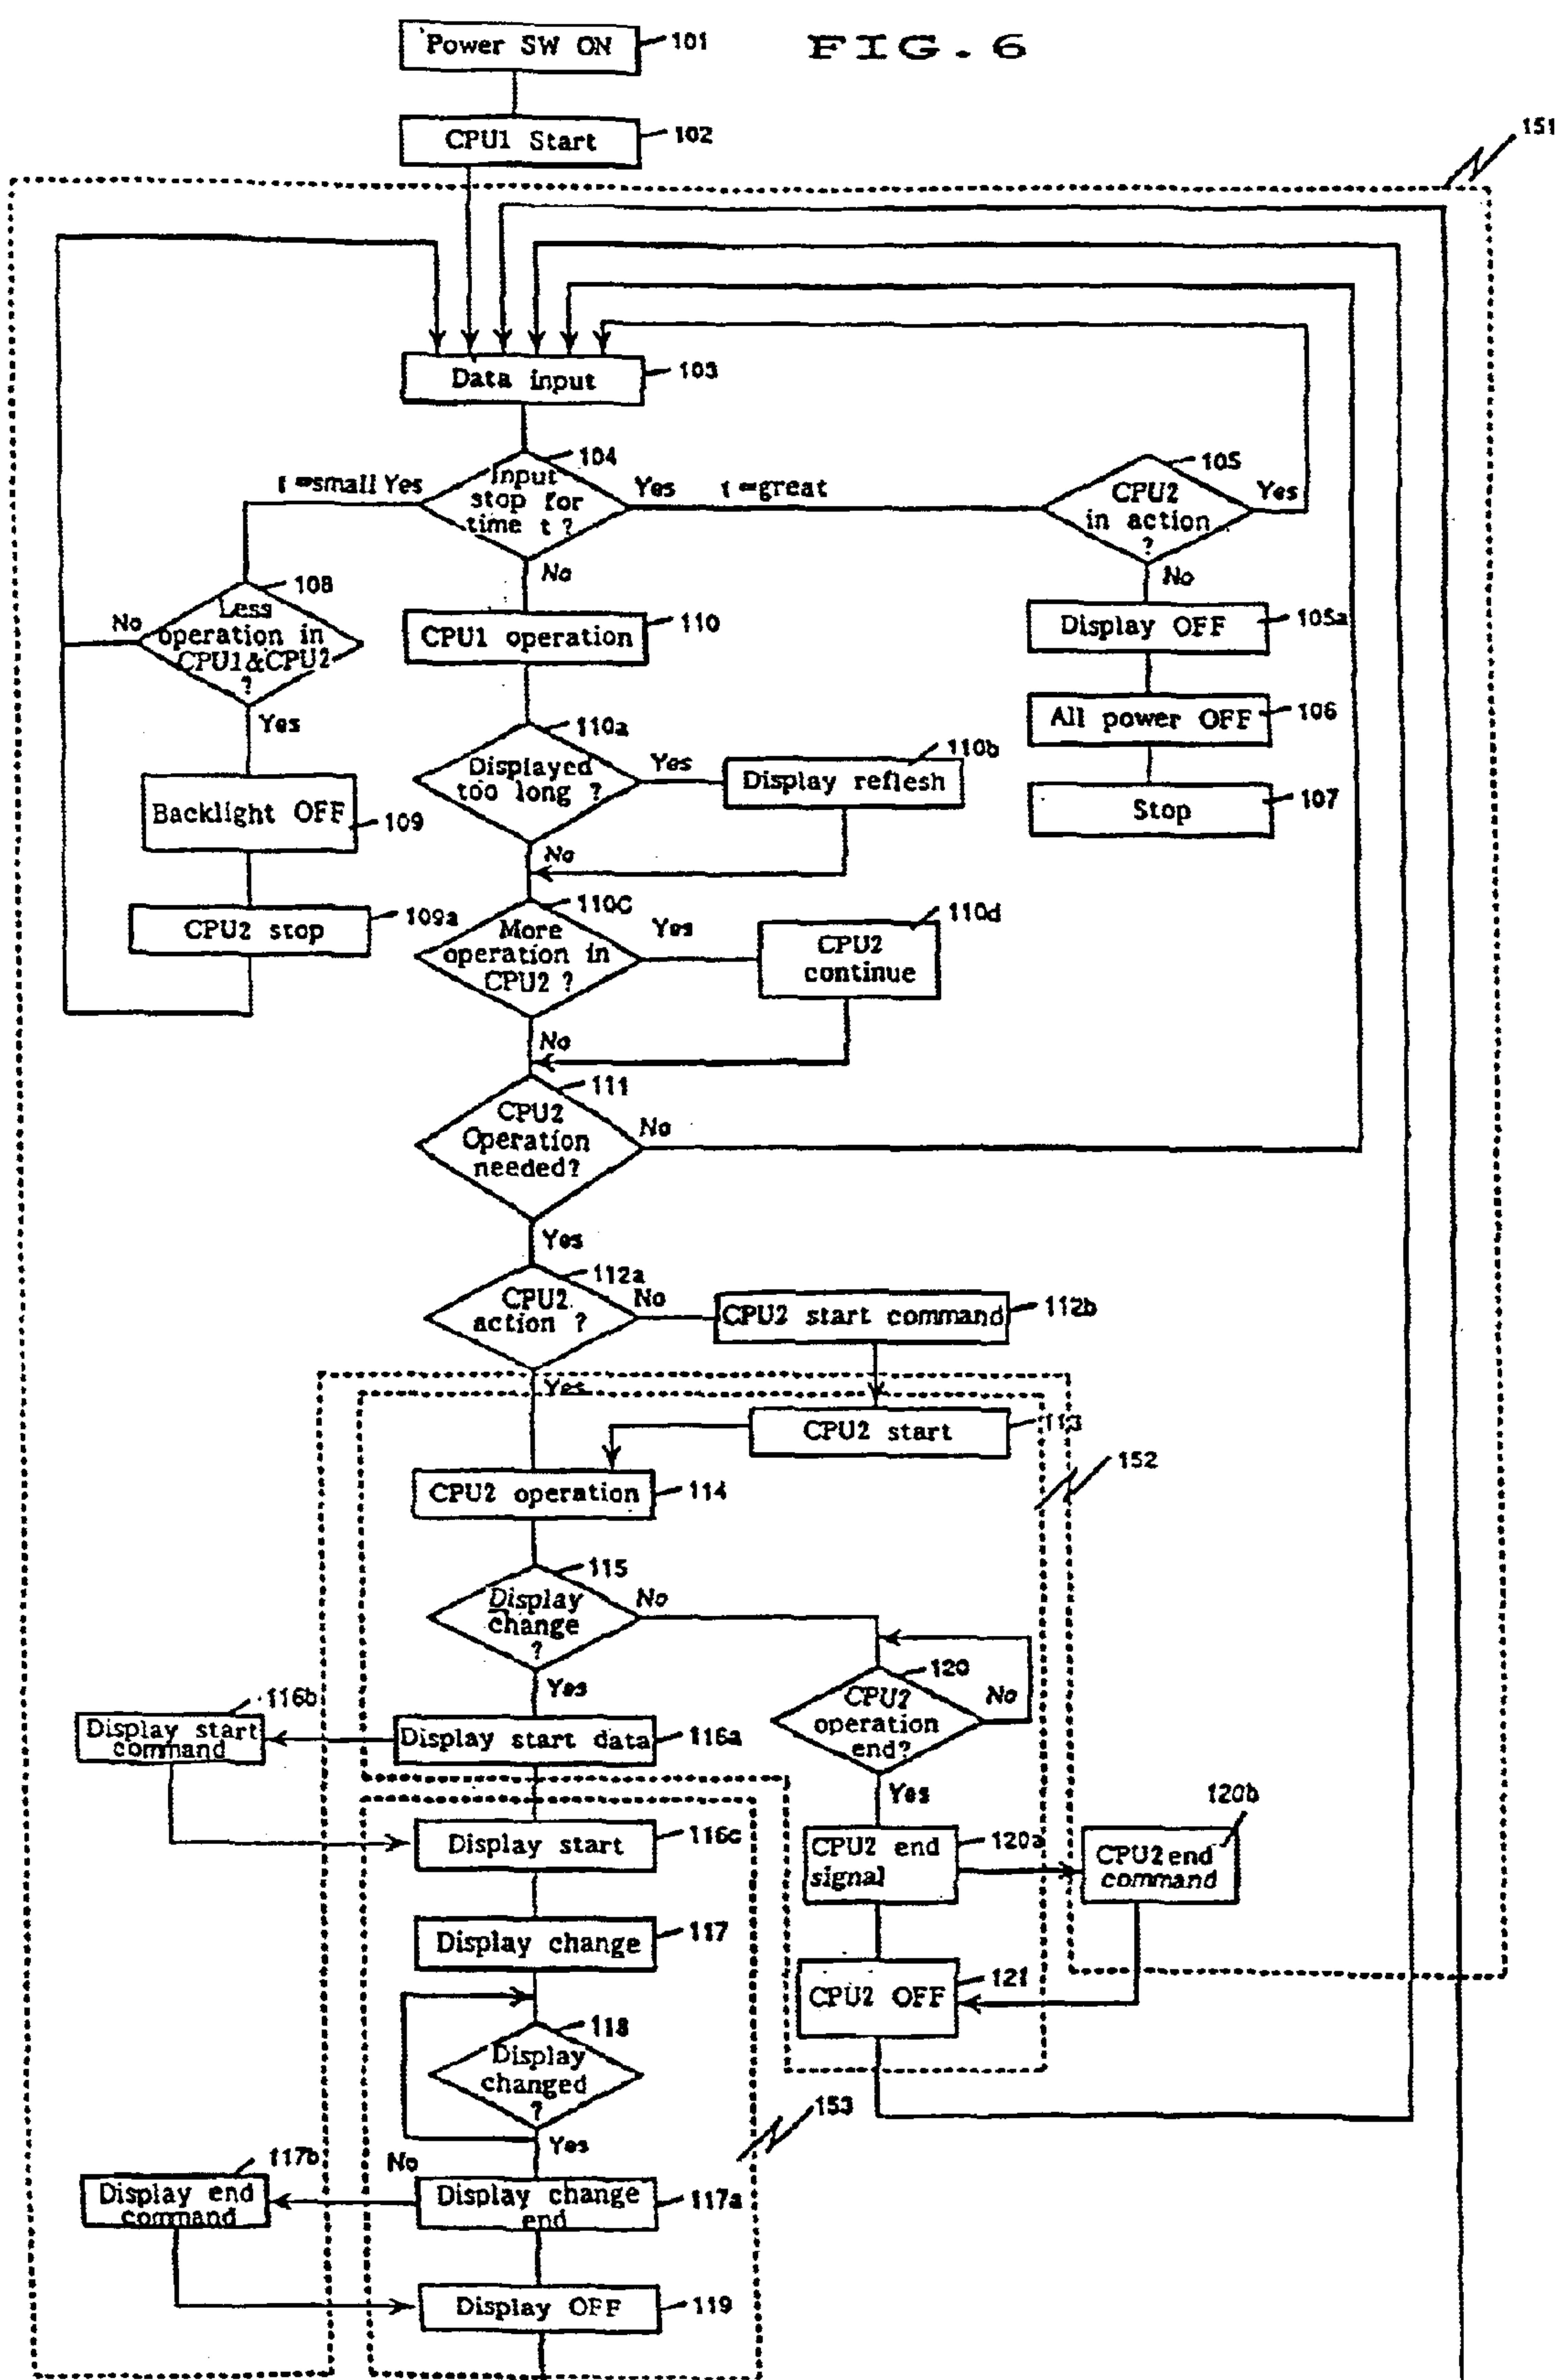 FIG. 6
Power SW ON
101
CPU1 Start
102
151
Data input
103
t=small Yes
Input
stop for
time t ?
104
Yes
t=great
No
CPU2
in action
?
105
Yes
No
Less
operation in
CPU1&CPU2
?
108
No
Yes
CPU1 operation
110
Display OFF
105a
All power OFF
106
Stop
107
Displayed
too long ?
110a
Yes
Display reflesh
110b
No
Backlight OFF
109
CPU2 stop
109a
More
operation in
CPU2 ?
110C
Yes
CPU2
continue
110d
No
CPU2
Operation
needed?
111
No
Yes
CPU2
action ?
112a
No
CPU2 start command
112b
Yes
CPU2 start
113
152
CPU2 operation
114
Display
change
?
115
No
Yes
CPU2
operation
end?
120
No
Yes
Display start
command
116b
Display start data
116a
Display start
116c
CPU2 end
signal
120a
CPU2 end
command
120b
Display change
117
CPU2 OFF
121
Display
changed
?
118
Yes
No
153
Display end
command
117b
Display change
end
117a
Display OFF
119